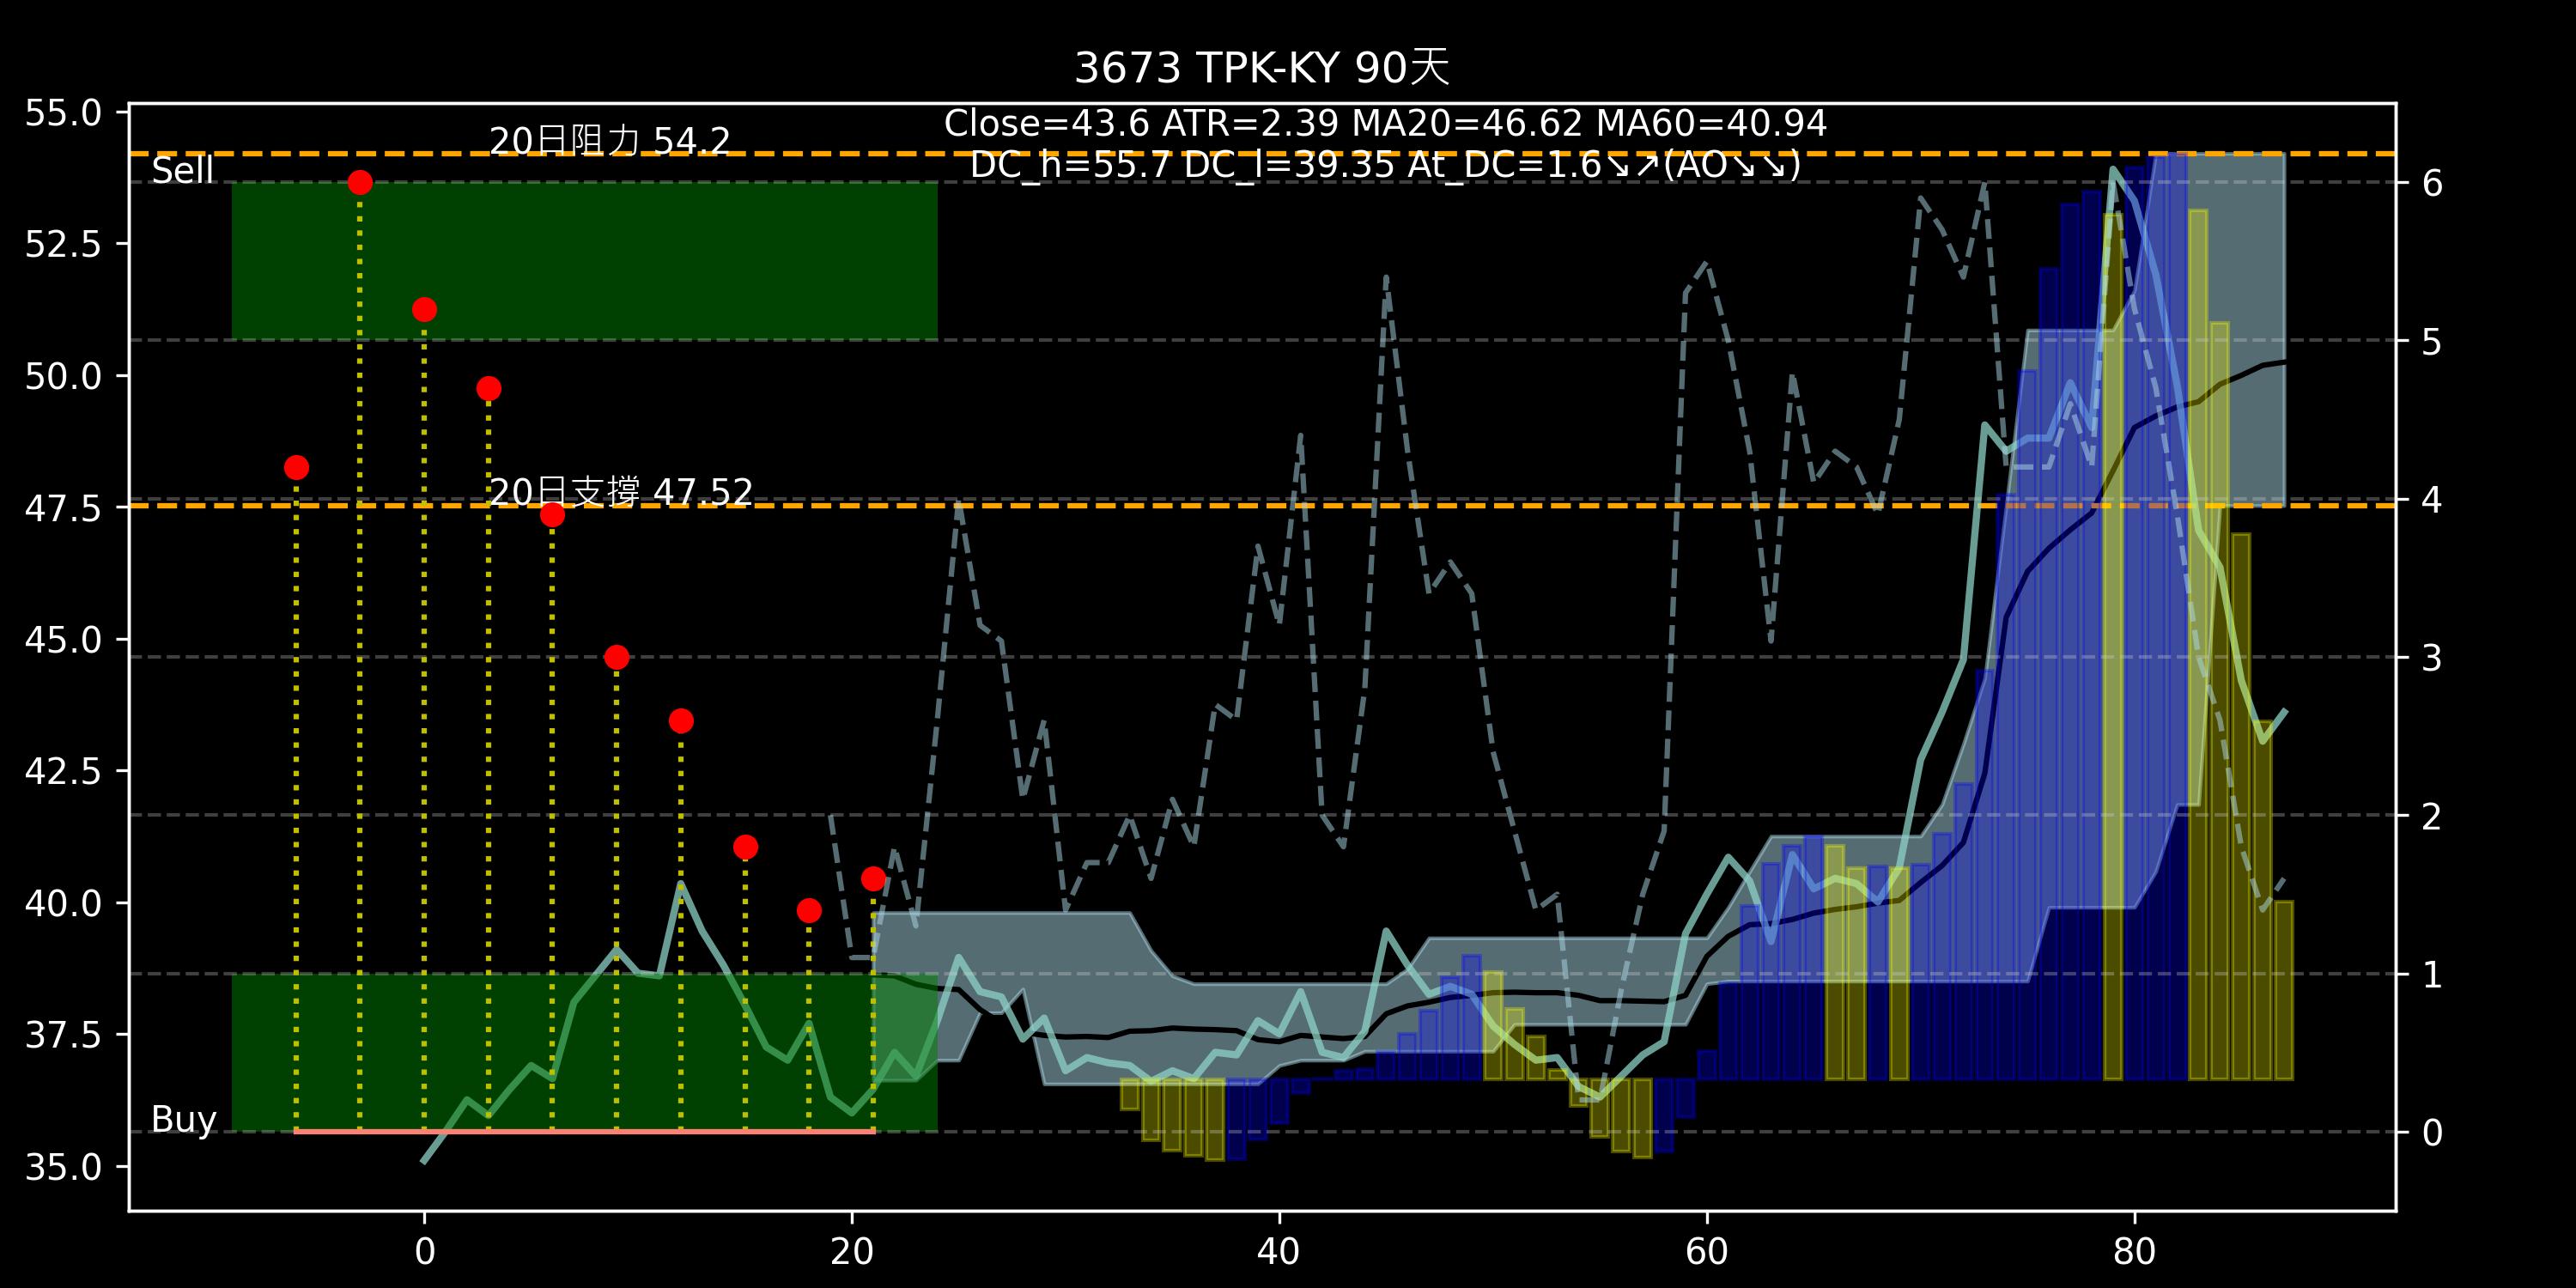 3673 TPK-KY 90天
Close=43.6 ATR=2.39 MA20=46.62 MA60=40.94
DC_h=55.7 DC_l=39.35 At_DC=1.6↘↗(AO↘↘)
20日阻力 54.2
Sell
20日支撐 47.52
Buy
55.0
52.5
50.0
47.5
45.0
42.5
40.0
37.5
35.0
6
5
4
3
2
1
0
0 20 40 60 80